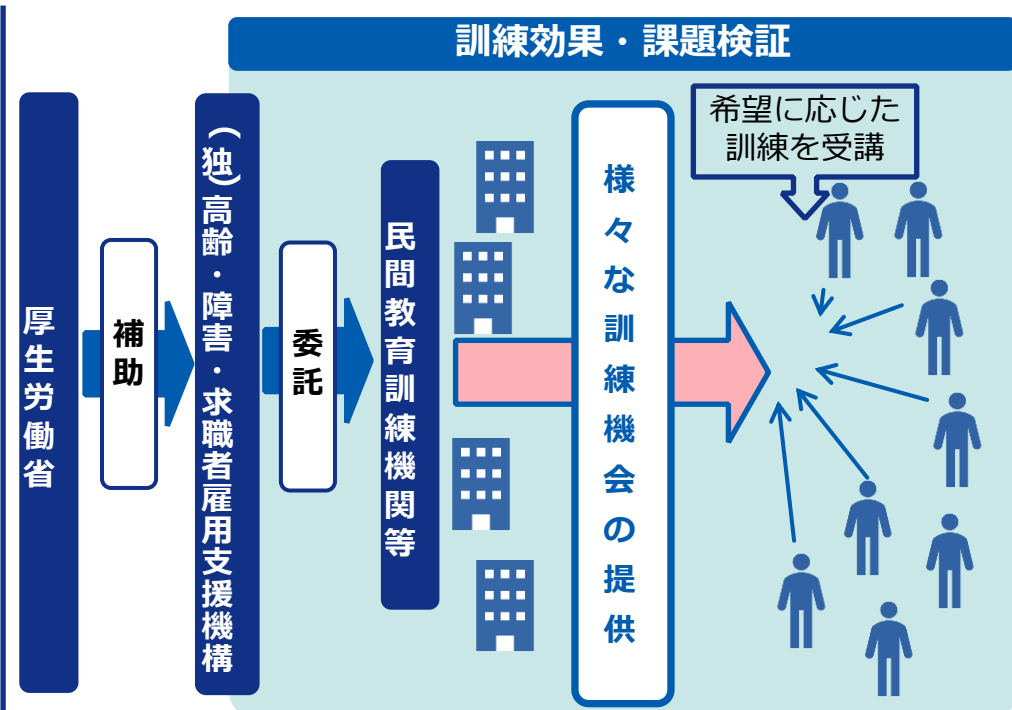 訓練効果・課題検証
厚生労働省
補助
(独)高齢・障害・求職者雇用支援機構
委託
民間教育訓練機関等
様々な訓練機会の提供
希望に応じた
訓練を受講